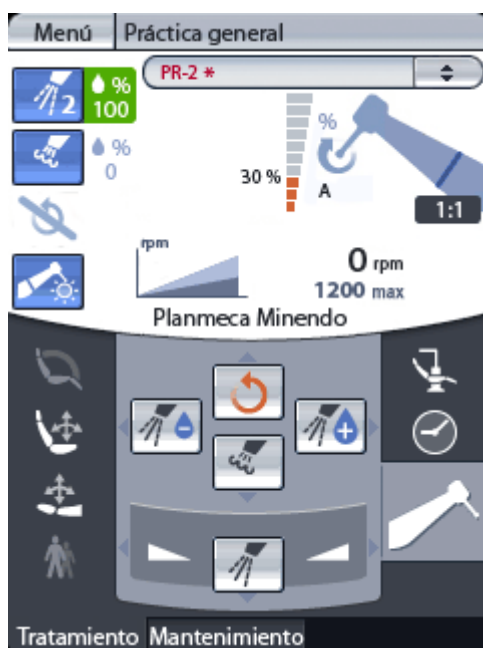 Menú Práctica general
PR-2 *
2 % 100
% 0
30 %
%
A
1:1
rpm
0 rpm
1200 max
Planmeca Minendo
Tratamiento Mantenimiento